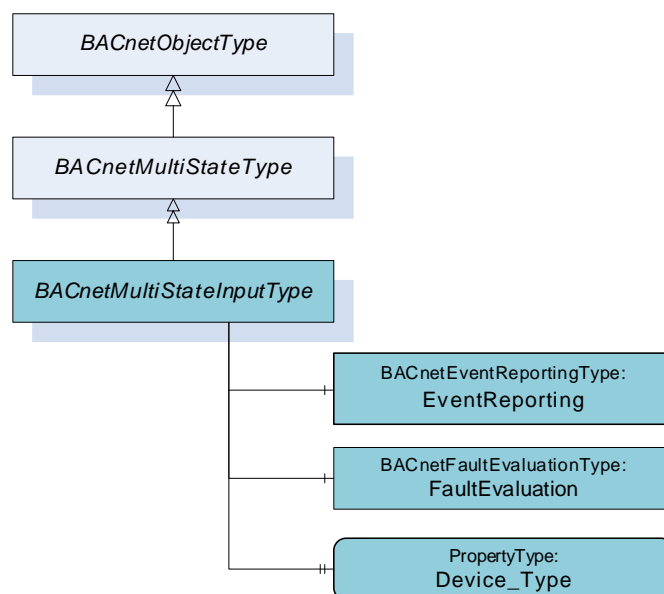 BACnetObjectType
BACnetMultiStateType
BACnetMultiStateInputType
BACnetEventReportingType:
EventReporting
BACnetFaultEvaluationType:
FaultEvaluation
PropertyType:
Device_Type